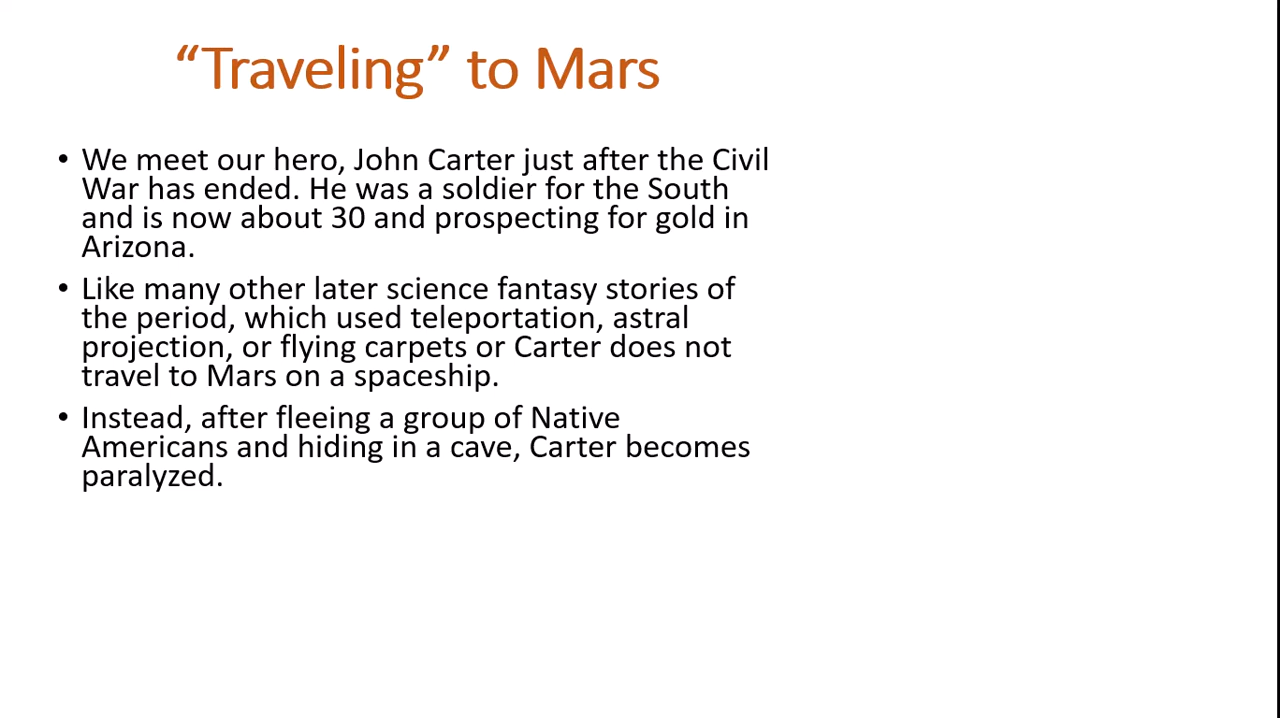 “Traveling” to Mars
• We meet our hero, John Carter just after the Civil
War has ended. He was a soldier for the South
and is now about 30 and prospecting for gold in
Arizona.
• Like many other later science fantasy stories of
the period, which used teleportation, astral
projection, or flying carpets or Carter does not
travel to Mars on a spaceship.
• Instead, after fleeing a group of Native
Americans and hiding in a cave, Carter becomes
paralyzed.